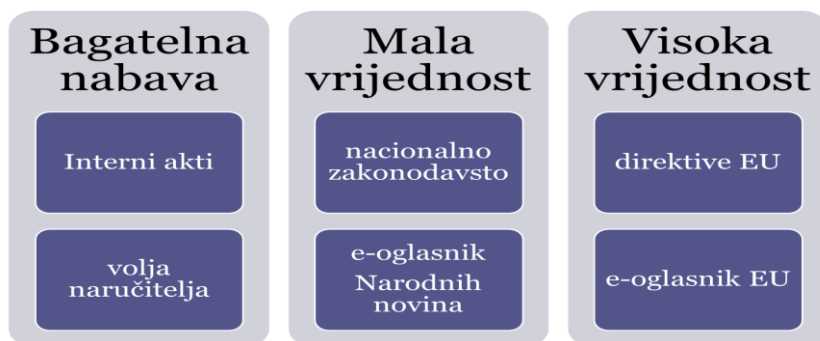 Bagatelna
nabava
Interni akti
volja
naručitelja
Mala
vrijednost
nacionalno
zakonodavsto
e-oglasnik
Narodnih
novina
Visoka
vrijednost
direktive EU
e-oglasnik EU